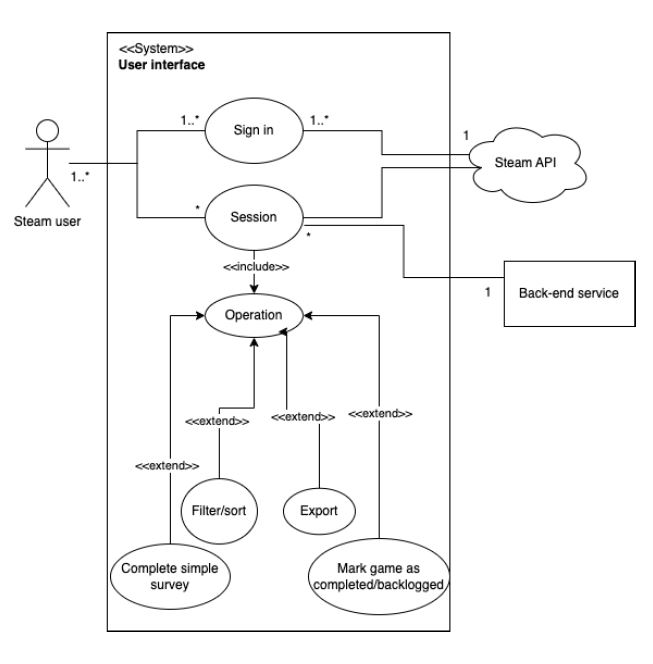 <<System>>
User interface
1..*
Sign in
1..*
1
Steam API
1..*
Steam user
*
Session
*
<<include>>
1
Back-end service
Operation
<<extend>>
<<extend>>
<<extend>>
<<extend>>
Filter/sort
Export
Complete simple
survey
Mark game as
completed/backlogged